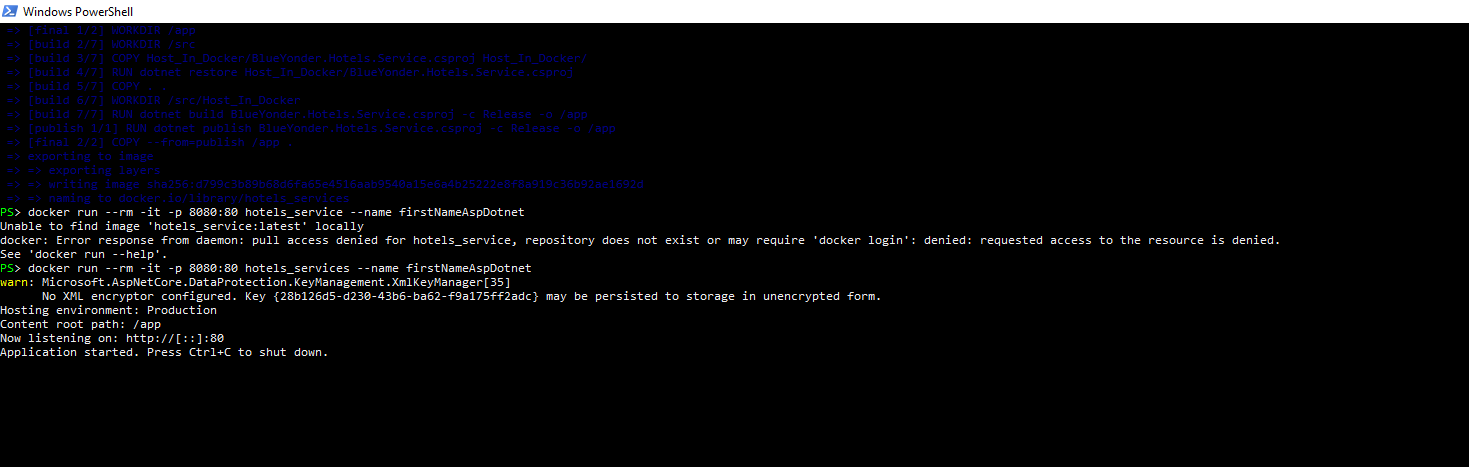 Windows PowerShell
=> [final 1/2] WORKDIR /app
=> [build 2/7] WORKDIR /src
=> [build 3/7] COPY Host_In_Docker/BlueYonder.Hotels.Service.csproj Host_In_Docker/
=> [build 4/7] RUN dotnet restore Host_In_Docker/BlueYonder.Hotels.Service.csproj
=> [build 5/7] COPY . .
=> [build 6/7] WORKDIR /src/Host_In_Docker
=> [build 7/7] RUN dotnet build BlueYonder.Hotels.Service.csproj -c Release -o /app
=> [publish 1/1] RUN dotnet publish BlueYonder.Hotels.Service.csproj -c Release -o /app
=> [final 2/2] COPY --from=publish /app .
=> exporting to image
=> => exporting layers
=> => writing image
=> => naming to docker.io/library/hotels_services
PS> docker run --rm -it -p 8080:80 hotels_service --name firstNameAspDotnet
Unable to find image 'hotels_service:latest' locally
docker: Error response from daemon: pull access denied for hotels_service, repository does not exist or may require 'docker login': denied: requested access to the resource is denied.
See 'docker run --help'.
PS> docker run --rm -it -p 8080:80 hotels_services --name firstNameAspDotnet
warn: Microsoft.AspNetCore.DataProtection.KeyManagement.XmlKeyManager[35]
No XML encryptor configured. Key {28b126d5-d230-43b6-ba62-f9a175ff2adc} may be persisted to storage in unencrypted form.
Hosting environment: Production
Content root path: /app
Now listening on: http://[::]:80
Application started. Press Ctrl+C to shut down.